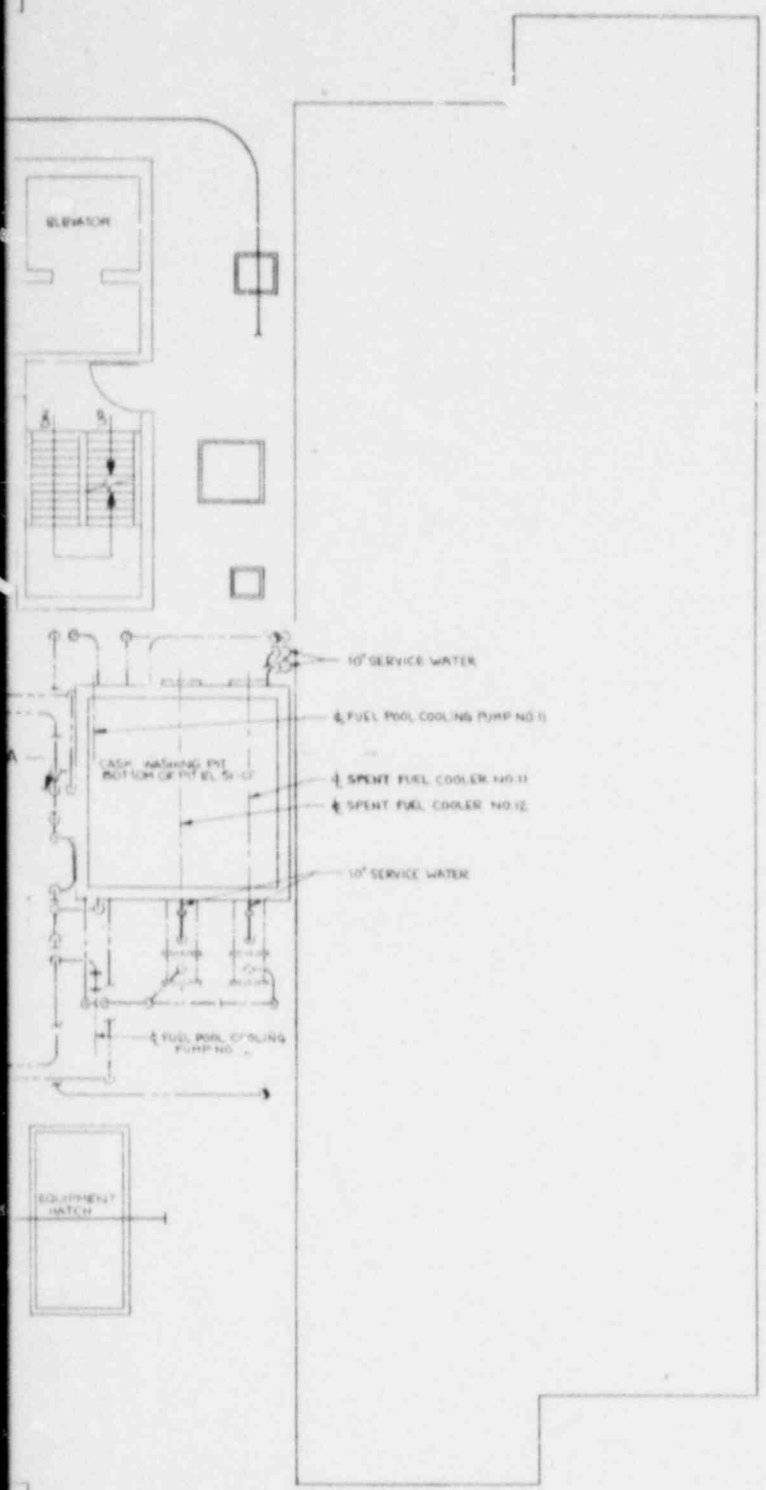 ELEVATOR
10" SERVICE WATER
℄ FUEL POOL COOLING PUMP NO. 11
A
CASK WASHING PIT
BOTTOM OF PIT EL.
℄ SPENT FUEL COOLER NO. 11
℄ SPENT FUEL COOLER NO. 12
10" SERVICE WATER
℄ FUEL POOL COOLING
PUMP NO.
EQUIPMENT
HATCH